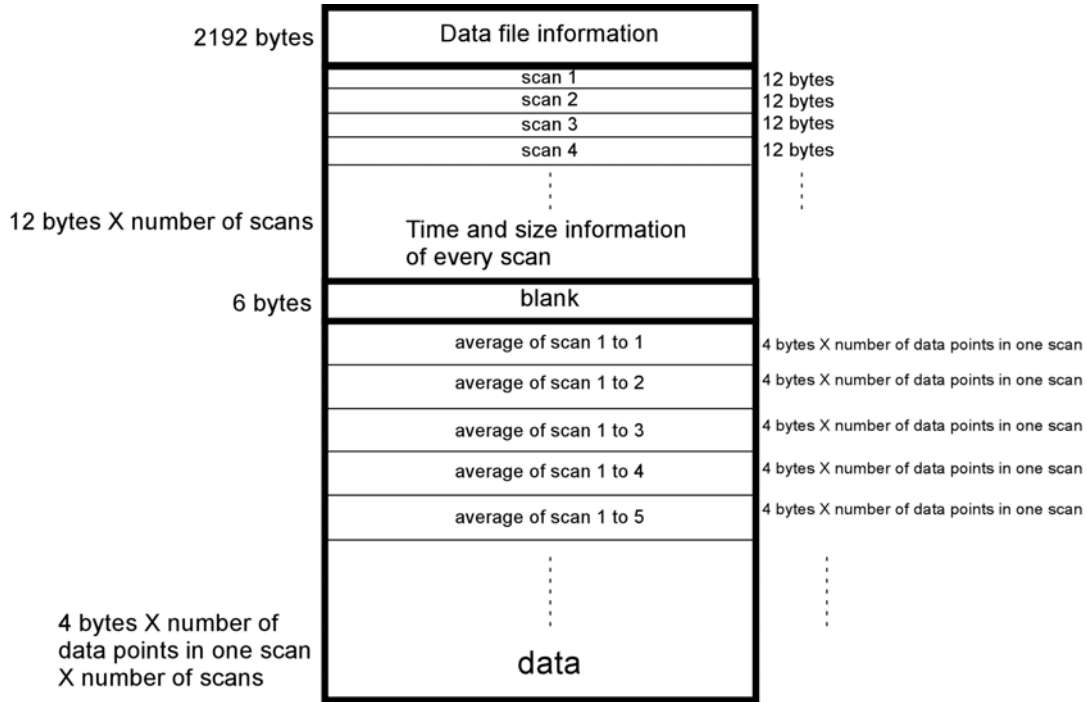 2192 bytes
Data file information
scan 1
12 bytes
scan 2
12 bytes
scan 3
12 bytes
scan 4
12 bytes
12 bytes X number of scans
Time and size information
of every scan
6 bytes
blank
average of scan 1 to 1
4 bytes X number of data points in one scan
average of scan 1 to 2
4 bytes X number of data points in one scan
average of scan 1 to 3
4 bytes X number of data points in one scan
average of scan 1 to 4
4 bytes X number of data points in one scan
average of scan 1 to 5
4 bytes X number of data points in one scan
4 bytes X number of
data points in one scan
X number of scans
data